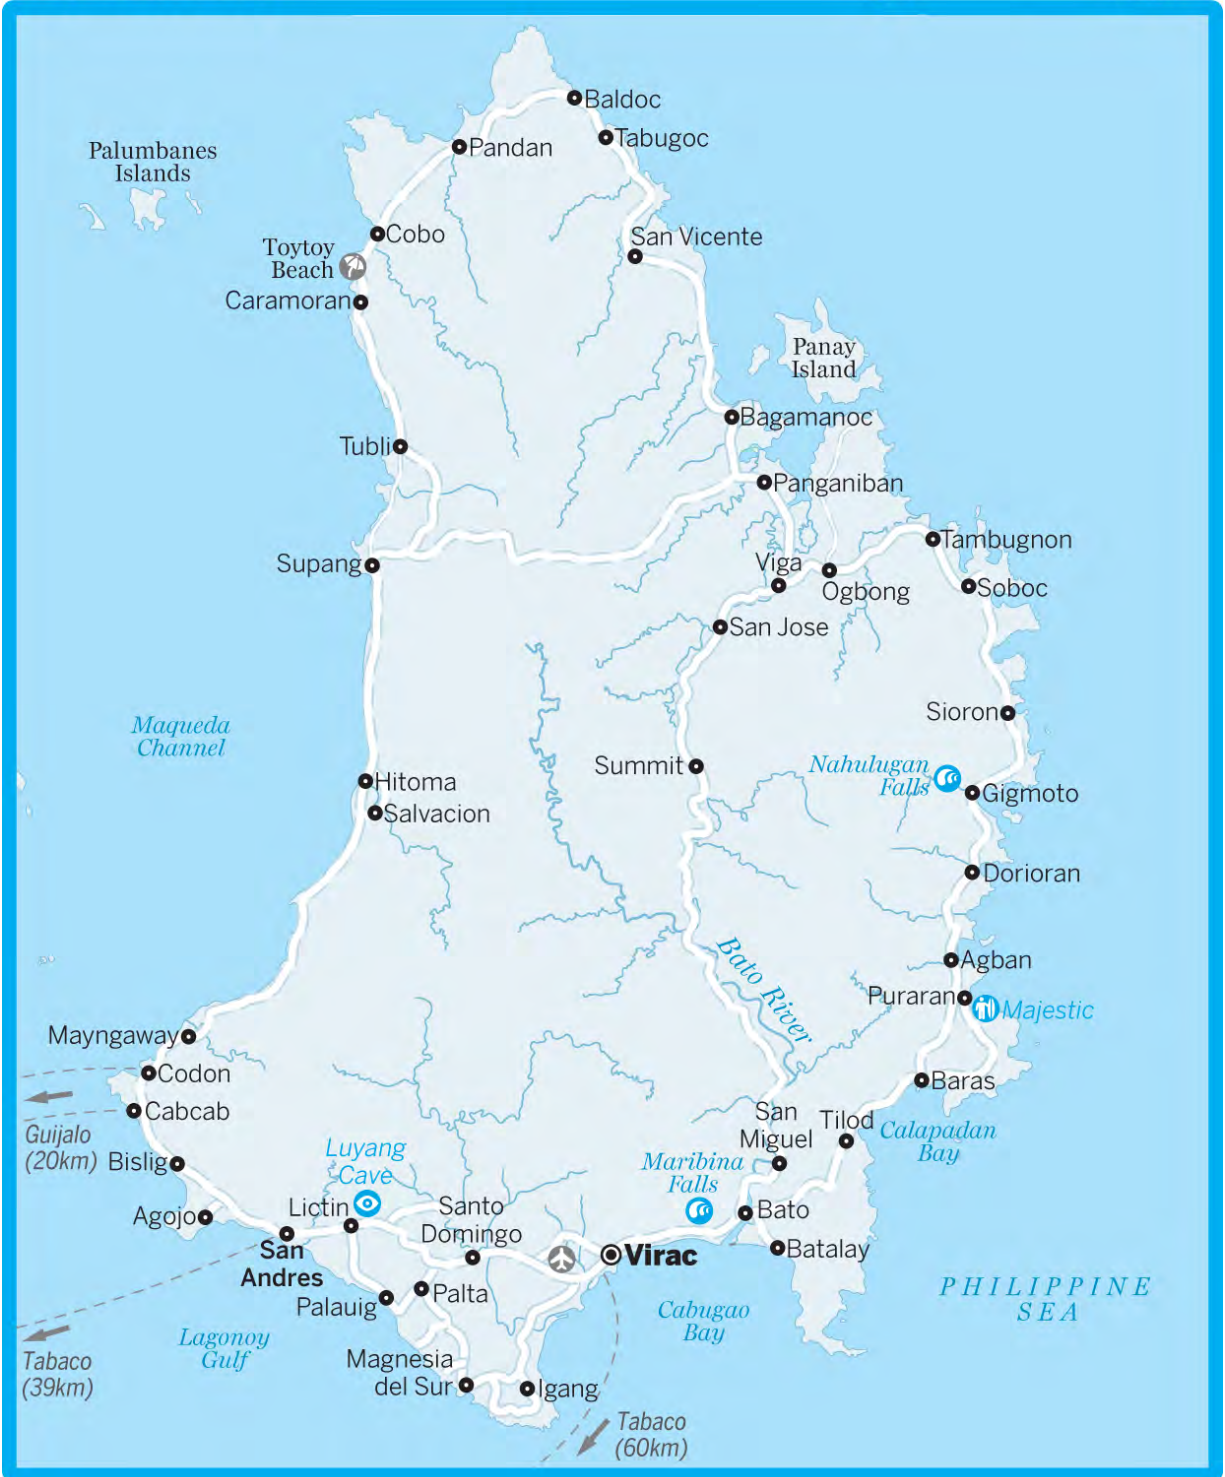 Baldoc
Tabugoc
Pandan
Palumbanes
Islands
Cobo
San Vicente
Toytoy
Beach
Caramoran
Panay
Island
Bagamanoc
Tubli
Panganiban
Tambugnon
Supang
Viga
Ogbong
Soboc
San Jose
Sioron
Maqueda
Channel
Summit
Nahulugan
Falls
Hitoma
Gigmoto
Salvacion
Dorioran
Bato River
Agban
Puraran
Majestic
Mayngaway
Codon
Baras
Cabcab
San
Miguel
Tilod
Calapadan
Bay
Guijalo
(20km)
Bislig
Luyang
Cave
Maribina
Falls
Agojo
Lictin
Santo
Domingo
Bato
San
Andres
Virac
Batalay
Palauig
Palta
PHILIPPINE
SEA
Cabugao
Bay
Lagonoy
Gulf
Tabaco
(39km)
Magnesia
del Sur
Igang
Tabaco
(60km)